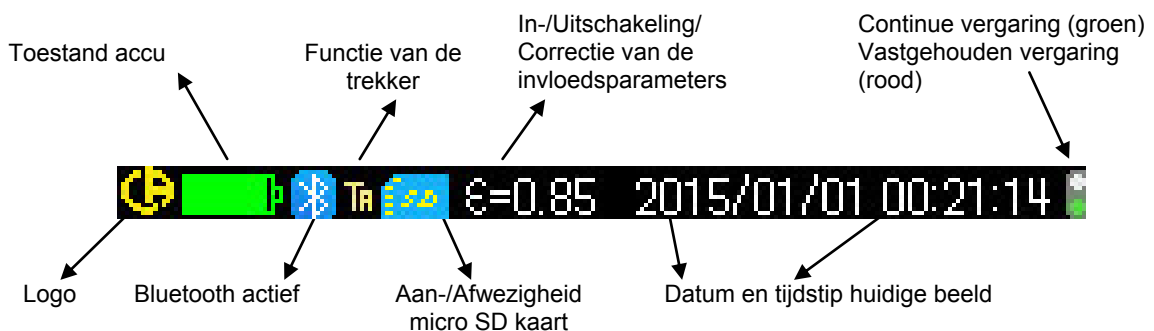 Toestand accu
Functie van de
trekker
In-/Uitschakeling/
Correctie van de
invloedsparameters
Continue vergaring (groen)
Vastgehouden vergaring
(rood)
TA SD ε=0.85 2015/01/01 00:21:14
Logo
Bluetooth actief
Aan-/Afwezigheid
micro SD kaart
Datum en tijdstip huidige beeld